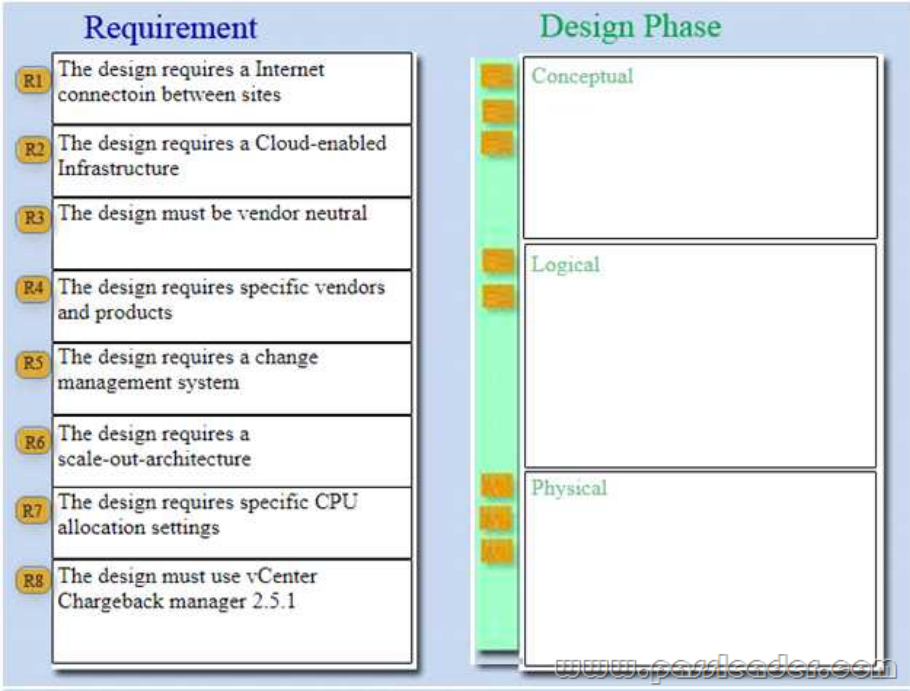 Requirement
Design Phase
R1
The design requires a Internet
connectoin between sites
R2
The design requires a Cloud-enabled
Infrastructure
R3
The design must be vendor neutral
R4
The design requires specific vendors
and products
R5
The design requires a change
management system
R6
The design requires a
scale-out-architecture
R7
The design requires specific CPU
allocation settings
R8
The design must use vCenter
Chargeback manager 2.5.1
Conceptual
Logical
Physical
www.passleader.com